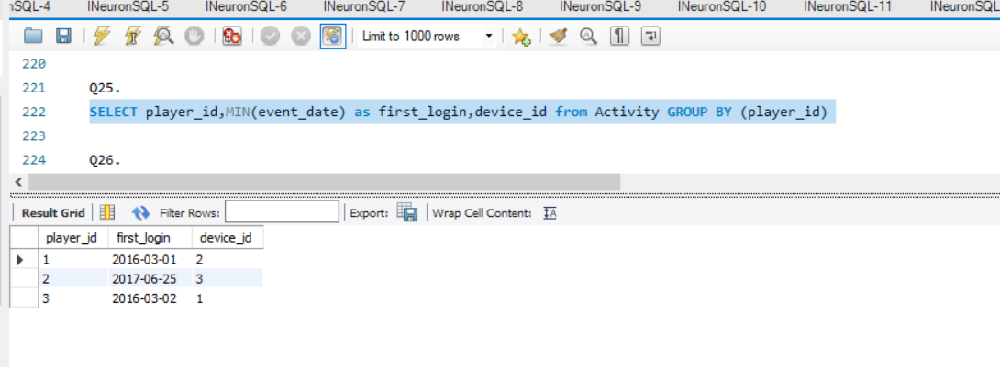 SQL-4 INeuronSQL-5 INeuronSQL-6 INeuronSQL-7 INeuronSQL-8 INeuronSQL-9 INeuronSQL-10 INeuronSQL-11 INeuronSQL
Limit to 1000 rows
220
221 Q25.
222 SELECT player_id,MIN(event_date) as first_login,device_id from Activity GROUP BY (player_id)
223
224 Q26.
Result Grid Filter Rows: Export: Wrap Cell Content:
player_id first_login device_id
1 2016-03-01 2
2 2017-06-25 3
3 2016-03-02 1